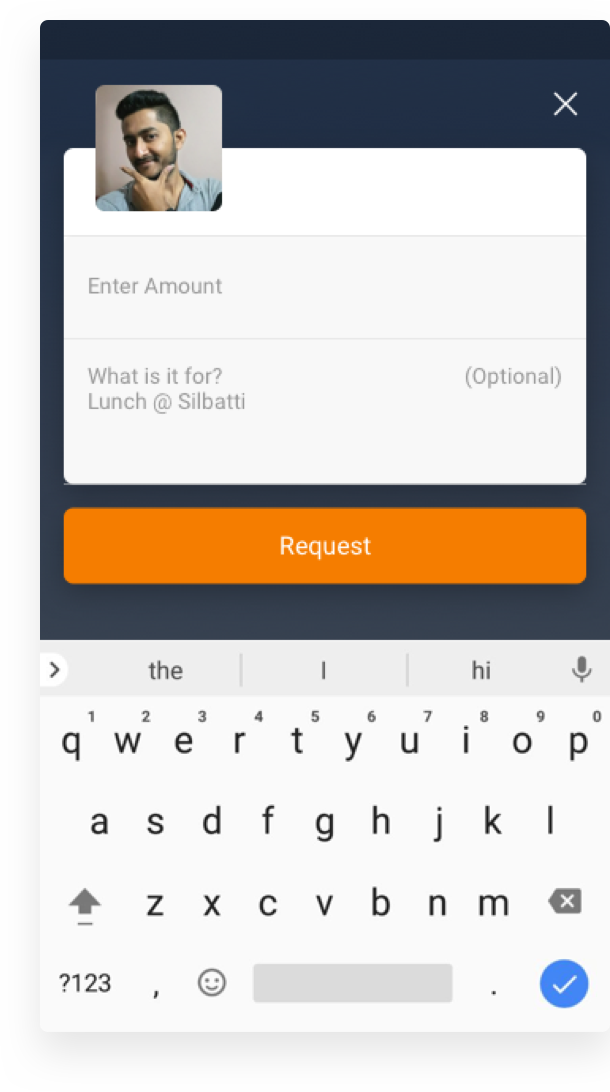 Enter Amount
What is it for? (Optional)
Lunch @ Silbatti
Request
the I hi
1 2 3 4 5 6 7 8 9 0
q w e r t y u i o p
a s d f g h j k l
z x c v b n m
?123 , .